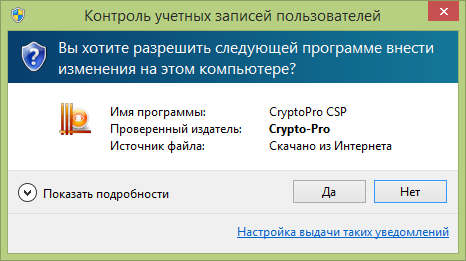 Контроль учетных записей пользователей
Вы хотите разрешить следующей программе внести
изменения на этом компьютере?
Имя программы: CryptoPro CSP
Проверенный издатель: Crypto-Pro
Источник файла: Скачано из Интернета
Показать подробности Да Нет
Настройка выдачи таких уведомлений